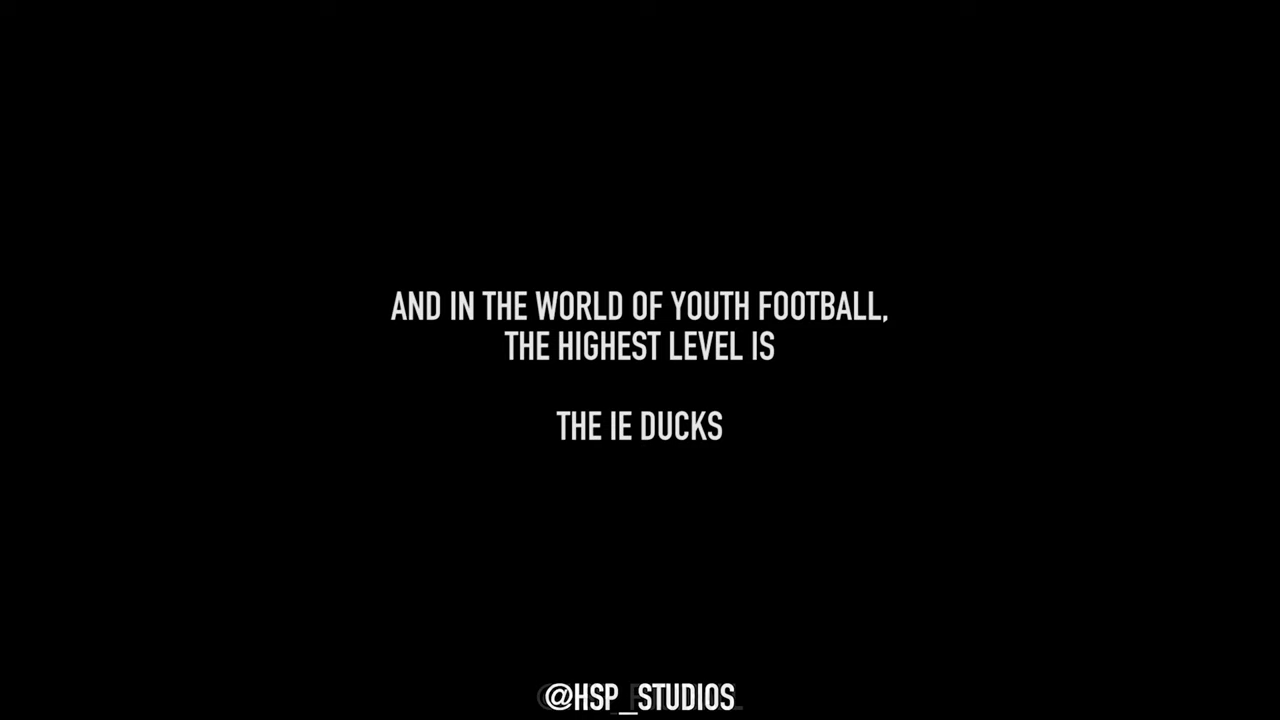 AND IN THE WORLD OF YOUTH FOOTBALL,
THE HIGHEST LEVEL IS
THE IE DUCKS
@HSP_STUDIOS